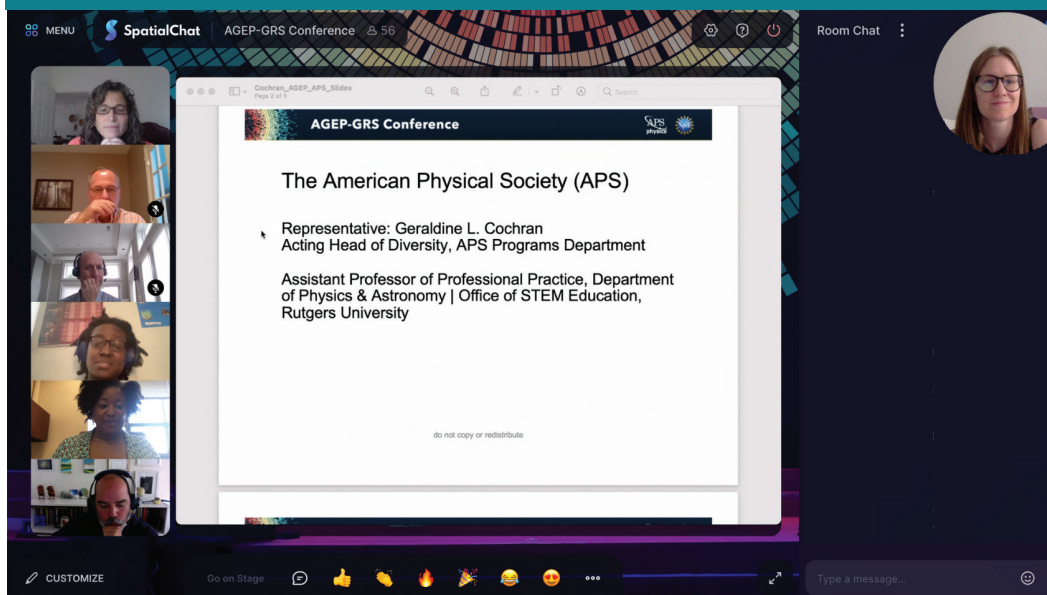 MENU
SpatialChat
AGEP-GRS Conference
56
Room Chat
Cochran_AGEP_APS_Slides
Page 2 of 5
Search
AGEP-GRS Conference
APS
physics
The American Physical Society (APS)
Representative: Geraldine L. Cochran
Acting Head of Diversity, APS Programs Department
Assistant Professor of Professional Practice, Department
of Physics & Astronomy | Office of STEM Education,
Rutgers University
do not copy or redistribute
CUSTOMIZE
Go on Stage
Type a message...